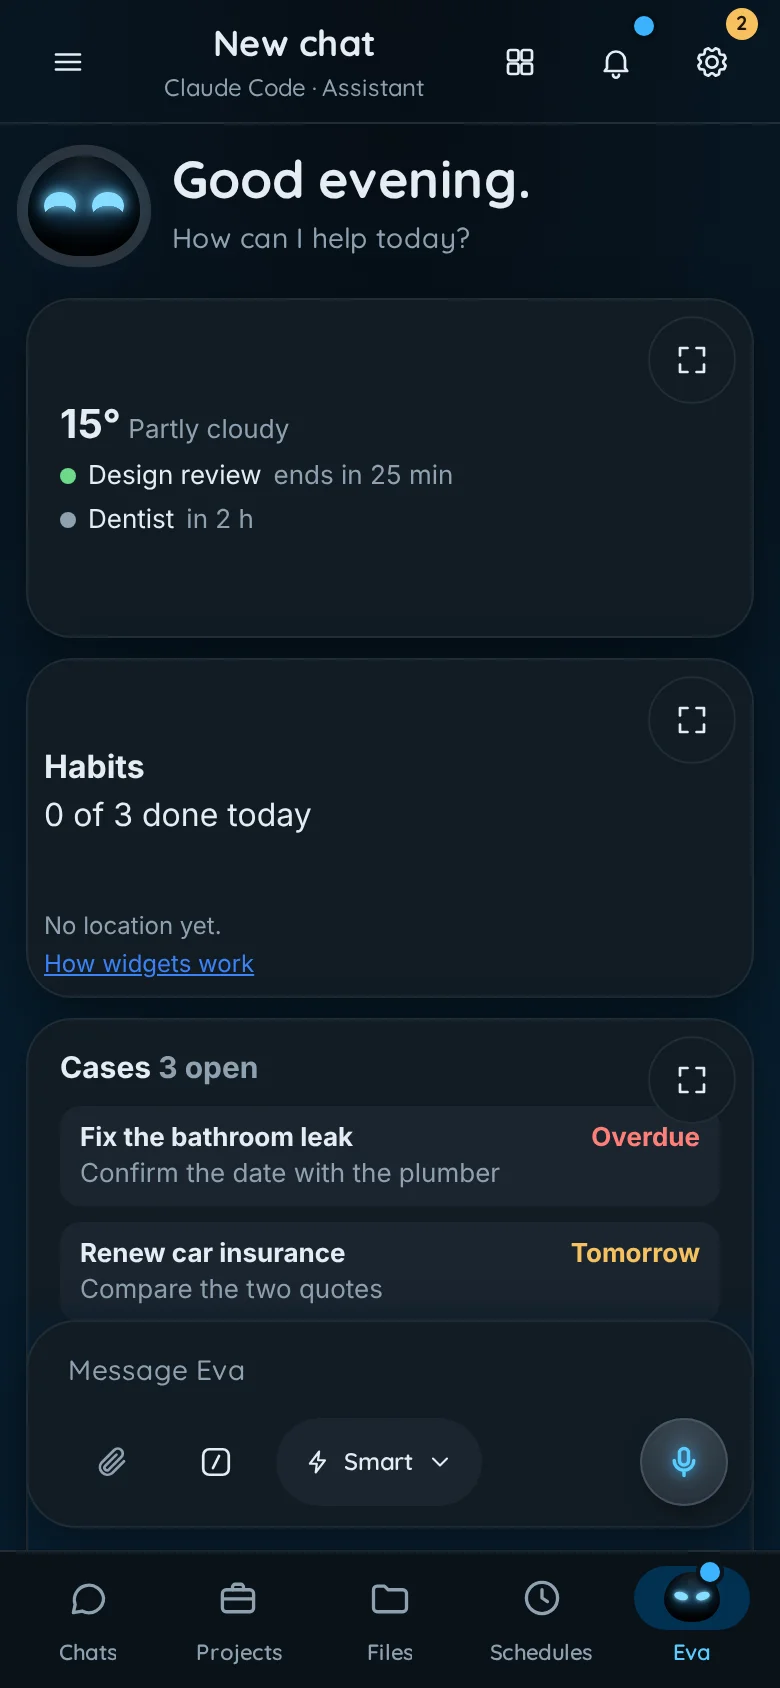 New chat
Claude Code · Assistant
2
Good evening.
How can I help today?
15° Partly cloudy
Design review ends in 25 min
Dentist in 2 h
Habits
0 of 3 done today
No location yet.
How widgets work
Cases 3 open
Fix the bathroom leak Overdue
Confirm the date with the plumber
Renew car insurance Tomorrow
Compare the two quotes
Message Eva
Smart
Chats Projects Files Schedules Eva